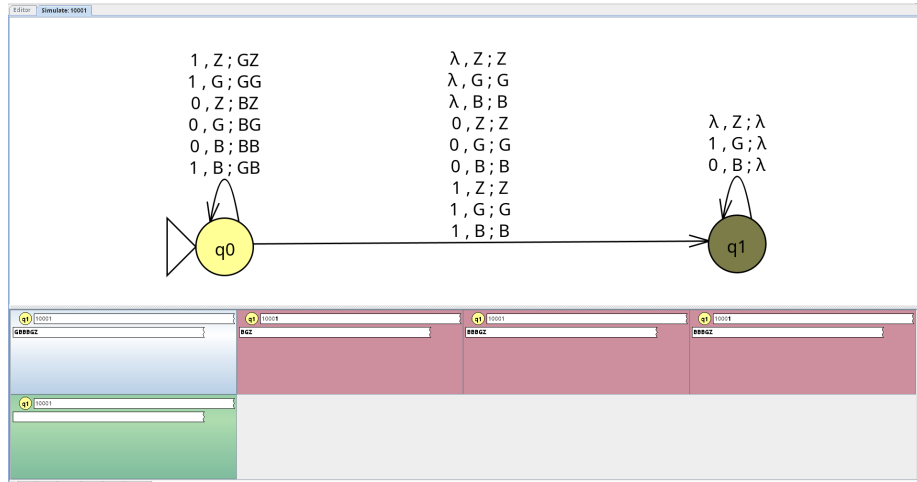 Editor
Simulate: 10001
1 , Z ; GZ
1 , G ; GG
0 , Z ; BZ
0 , G ; BG
0 , B ; BB
1 , B ; GB
λ , Z ; Z
λ , G ; G
λ , B ; B
0 , Z ; Z
0 , G ; G
0 , B ; B
1 , Z ; Z
1 , G ; G
1 , B ; B
λ , Z ; λ
1 , G ; λ
0 , B ; λ
q0
q1
q1 10001
GBBBGZ
q1 10001
BGZ
q1 10001
BBBGZ
q1 10001
BBBGZ
q1 10001